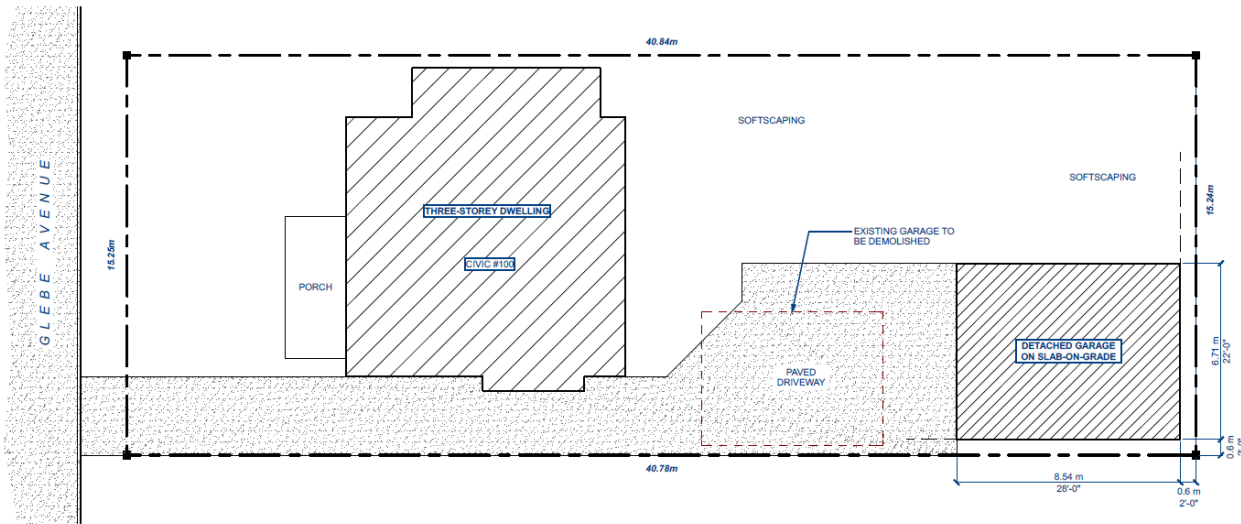 40.84m
SOFTSCAPING
SOFTSCAPING
GLEBE AVENUE
15.25m
15.24m
THREE-STOREY DWELLING
CIVIC #100
EXISTING GARAGE TO
BE DEMOLISHED
PORCH
PAVED
DRIVEWAY
DETACHED GARAGE
ON SLAB-ON-GRADE
6.71 m
22'-0"
0.6 m
40.78m
8.54 m
28'-0"
0.6 m
2'-0"